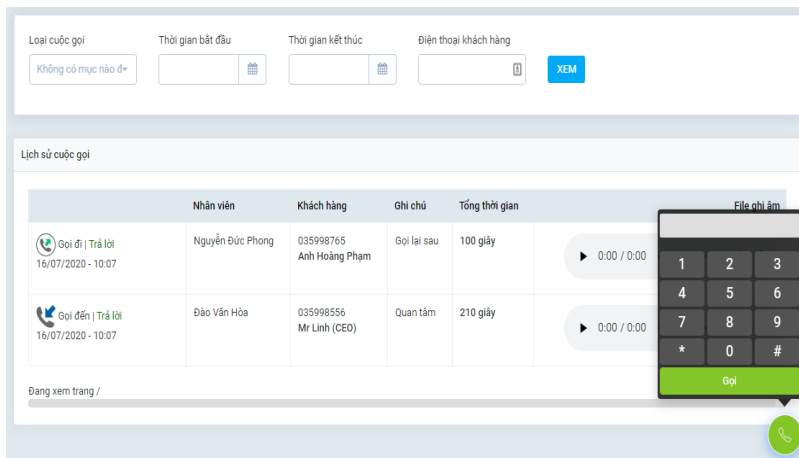 Loại cuộc gọi
Thời gian bắt đầu
Thời gian kết thúc
Điện thoại khách hàng
Không có mục nào đ
XEM
Lịch sử cuộc gọi
Nhân viên Khách hàng Ghi chú Tổng thời gian File ghi âm
Gọi đi | Trả lời
16/07/2020 - 10:07
Nguyễn Đức Phong
035998765
Anh Hoàng Phạm
Gọi lại sau
100 giây
0:00 / 0:00
Gọi đến | Trả lời
16/07/2020 - 10:07
Đào Văn Hòa
035998556
Mr Linh (CEO)
Quan tâm
210 giây
0:00 / 0:00
Đang xem trang /
1 2 3
4 5 6
7 8 9
* 0 #
Gọi